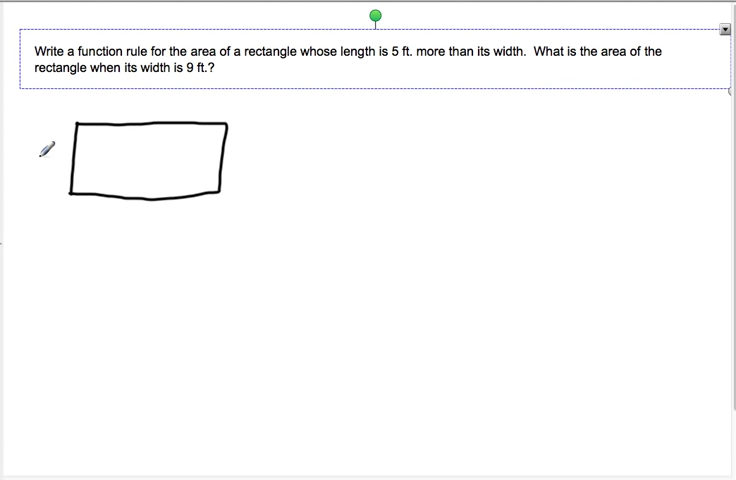 Write a function rule for the area of a rectangle whose length is 5 ft. more than its width.  What is the area of the
rectangle when its width is 9 ft.?